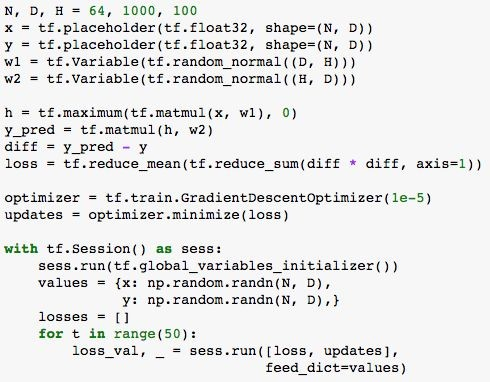 N, D, H = 64, 1000, 100
x = tf.placeholder(tf.float32, shape=(N, D))
y = tf.placeholder(tf.float32, shape=(N, D))
w1 = tf.Variable(tf.random_normal((D, H)))
w2 = tf.Variable(tf.random_normal((H, D)))

h = tf.maximum(tf.matmul(x, w1), 0)
y_pred = tf.matmul(h, w2)
diff = y_pred - y
loss = tf.reduce_mean(tf.reduce_sum(diff * diff, axis=1))

optimizer = tf.train.GradientDescentOptimizer(1e-5)
updates = optimizer.minimize(loss)

with tf.Session() as sess:
    sess.run(tf.global_variables_initializer())
    values = {x: np.random.randn(N, D),
              y: np.random.randn(N, D),}
    losses = []
    for t in range(50):
        loss_val, _ = sess.run([loss, updates],
                               feed_dict=values)